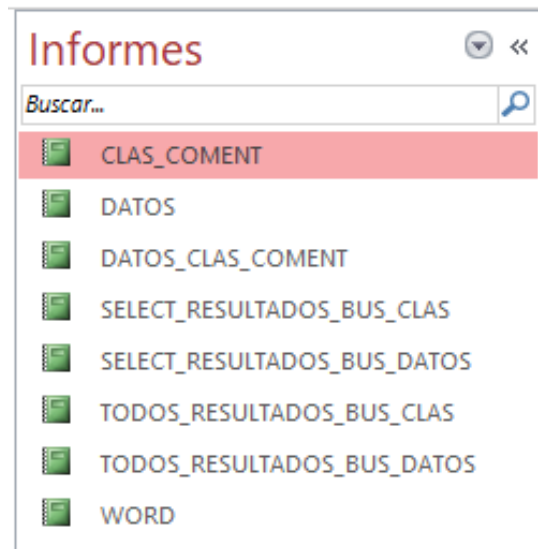 Informes
Buscar...
CLAS_COMENT
DATOS
DATOS_CLAS_COMENT
SELECT_RESULTADOS_BUS_CLAS
SELECT_RESULTADOS_BUS_DATOS
TODOS_RESULTADOS_BUS_CLAS
TODOS_RESULTADOS_BUS_DATOS
WORD